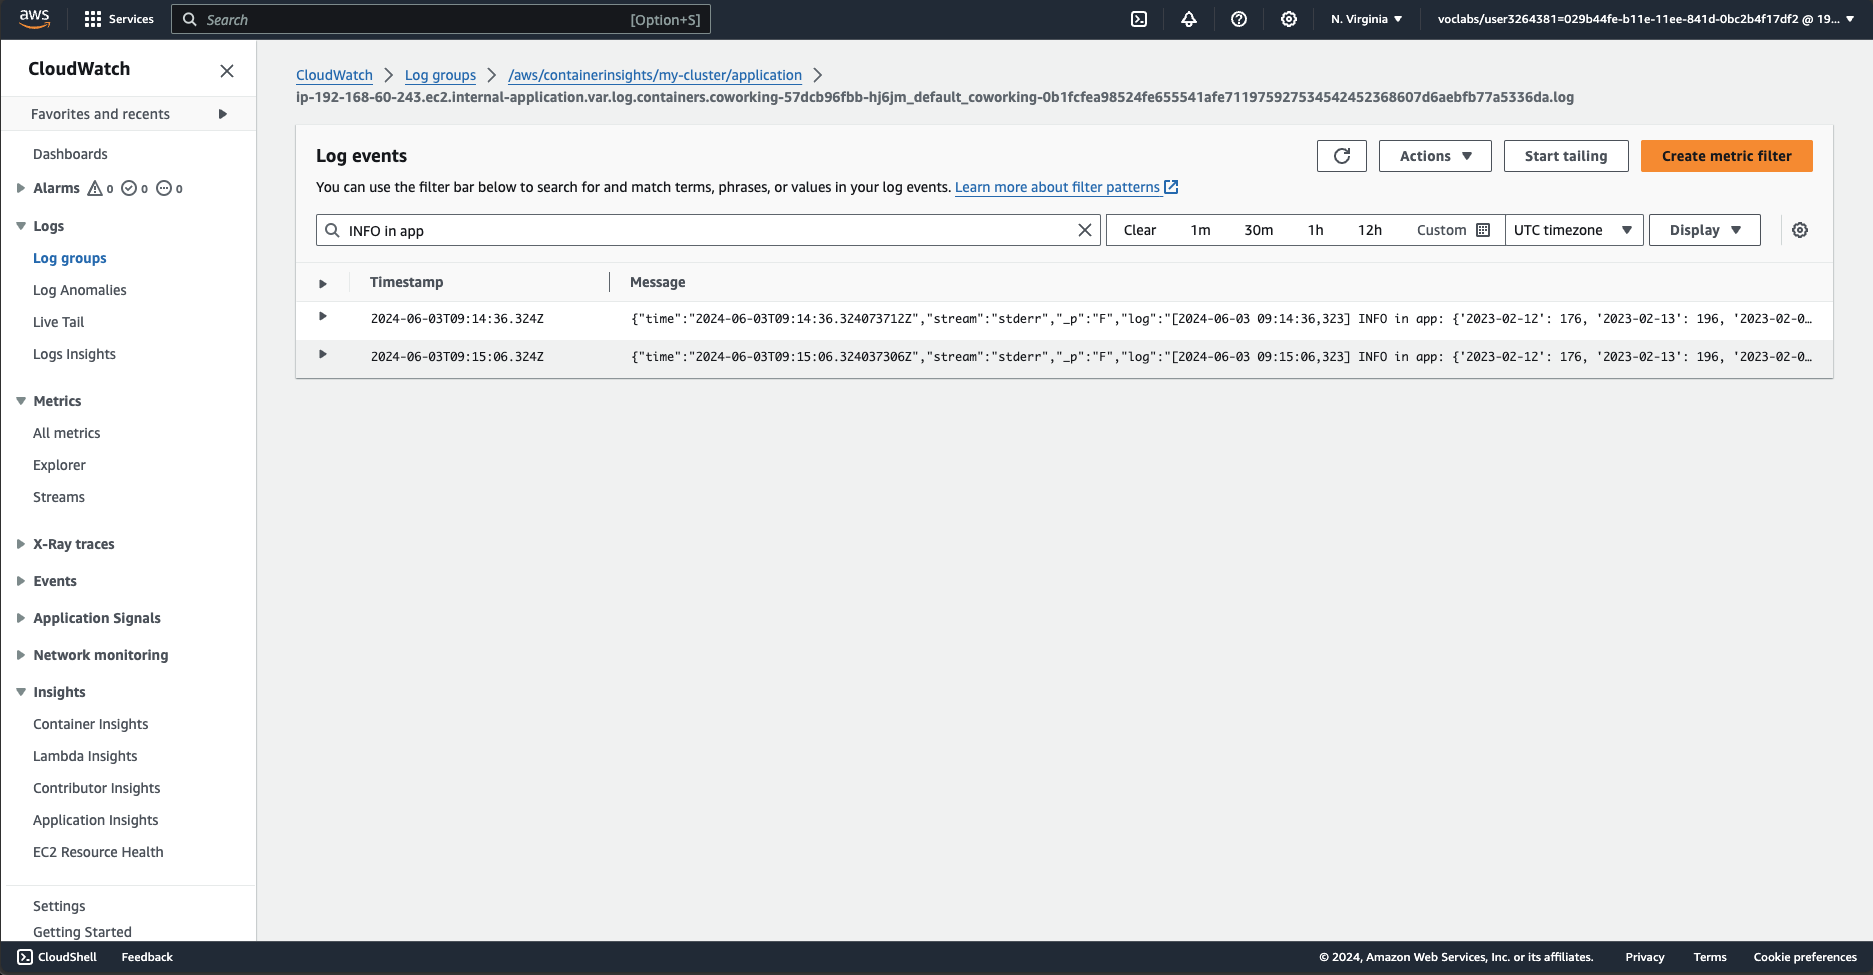 aws
Services
Search
[Option+S]
N. Virginia
voclabs/user3264381=029b44fe-b11e-11ee-841d-0bc2b4f17df2 @ 19...
CloudWatch
Favorites and recents
Dashboards
Alarms 0 0 0
Logs
Log groups
Log Anomalies
Live Tail
Logs Insights
Metrics
All metrics
Explorer
Streams
X-Ray traces
Events
Application Signals
Network monitoring
Insights
Container Insights
Lambda Insights
Contributor Insights
Application Insights
EC2 Resource Health
Settings
Getting Started
CloudWatch
Log groups
/aws/containerinsights/my-cluster/application
ip-192-168-60-243.ec2.internal-application.var.log.containers.coworking-57dcb96fbb-hj6jm_default_coworking-0b1fcfea98524fe655541afe711975927534542452368607d6aebfb77a5336da.log
Log events
Actions
Start tailing
Create metric filter
You can use the filter bar below to search for and match terms, phrases, or values in your log events. Learn more about filter patterns
INFO in app
Clear
1m
30m
1h
12h
Custom
UTC timezone
Display
Timestamp
Message
2024-06-03T09:14:36.324Z
{"time":"2024-06-03T09:14:36.324073712Z","stream":"stderr","_p":"F","log":"[2024-06-03 09:14:36,323] INFO in app: {'2023-02-12': 176, '2023-02-13': 196, '2023-02-0…
2024-06-03T09:15:06.324Z
{"time":"2024-06-03T09:15:06.324037306Z","stream":"stderr","_p":"F","log":"[2024-06-03 09:15:06,323] INFO in app: {'2023-02-12': 176, '2023-02-13': 196, '2023-02-0…
CloudShell
Feedback
© 2024, Amazon Web Services, Inc. or its affiliates.
Privacy
Terms
Cookie preferences